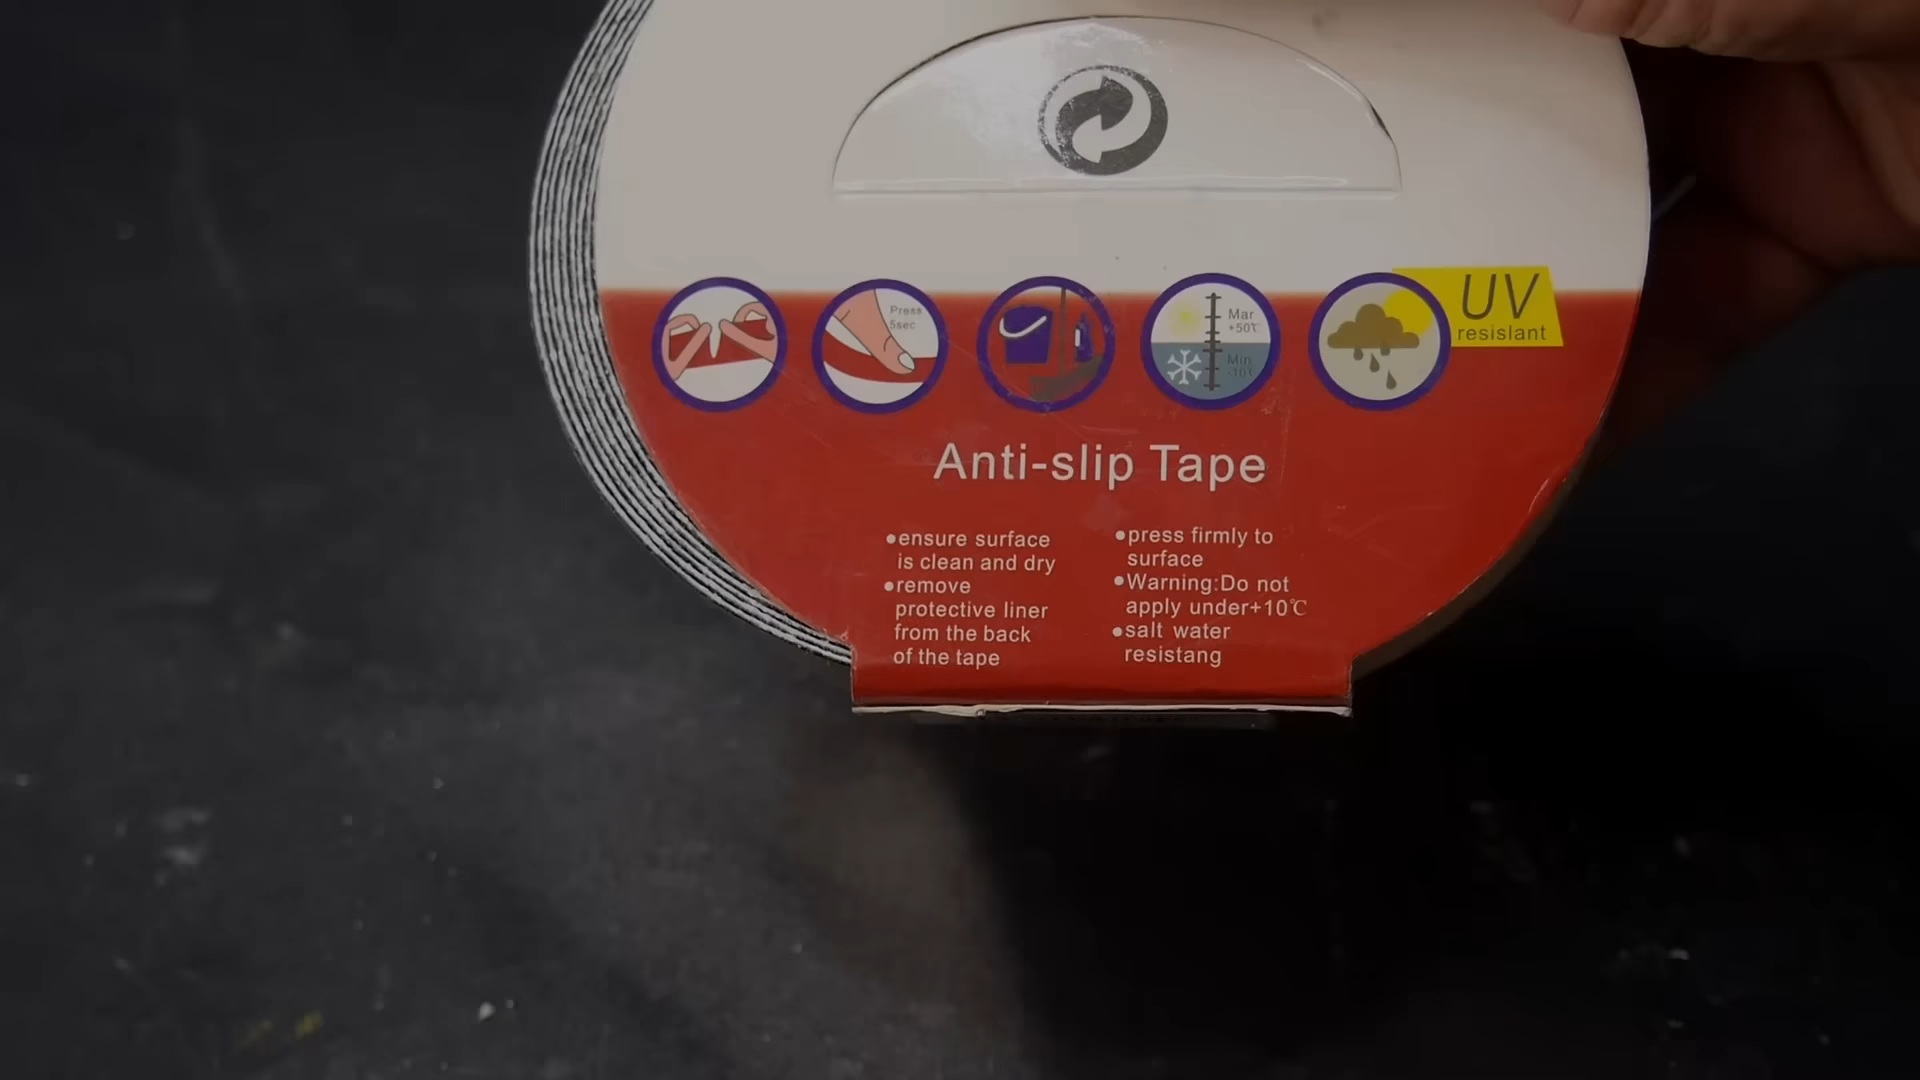 Press
5sec
Mar
+50℃
Min
-10℃
UV
resislant
Anti-slip Tape
•ensure surface
is clean and dry
•remove
protective liner
from the back
of the tape
•press firmly to
surface
•Warning:Do not
apply under+10℃
•salt water
resistang